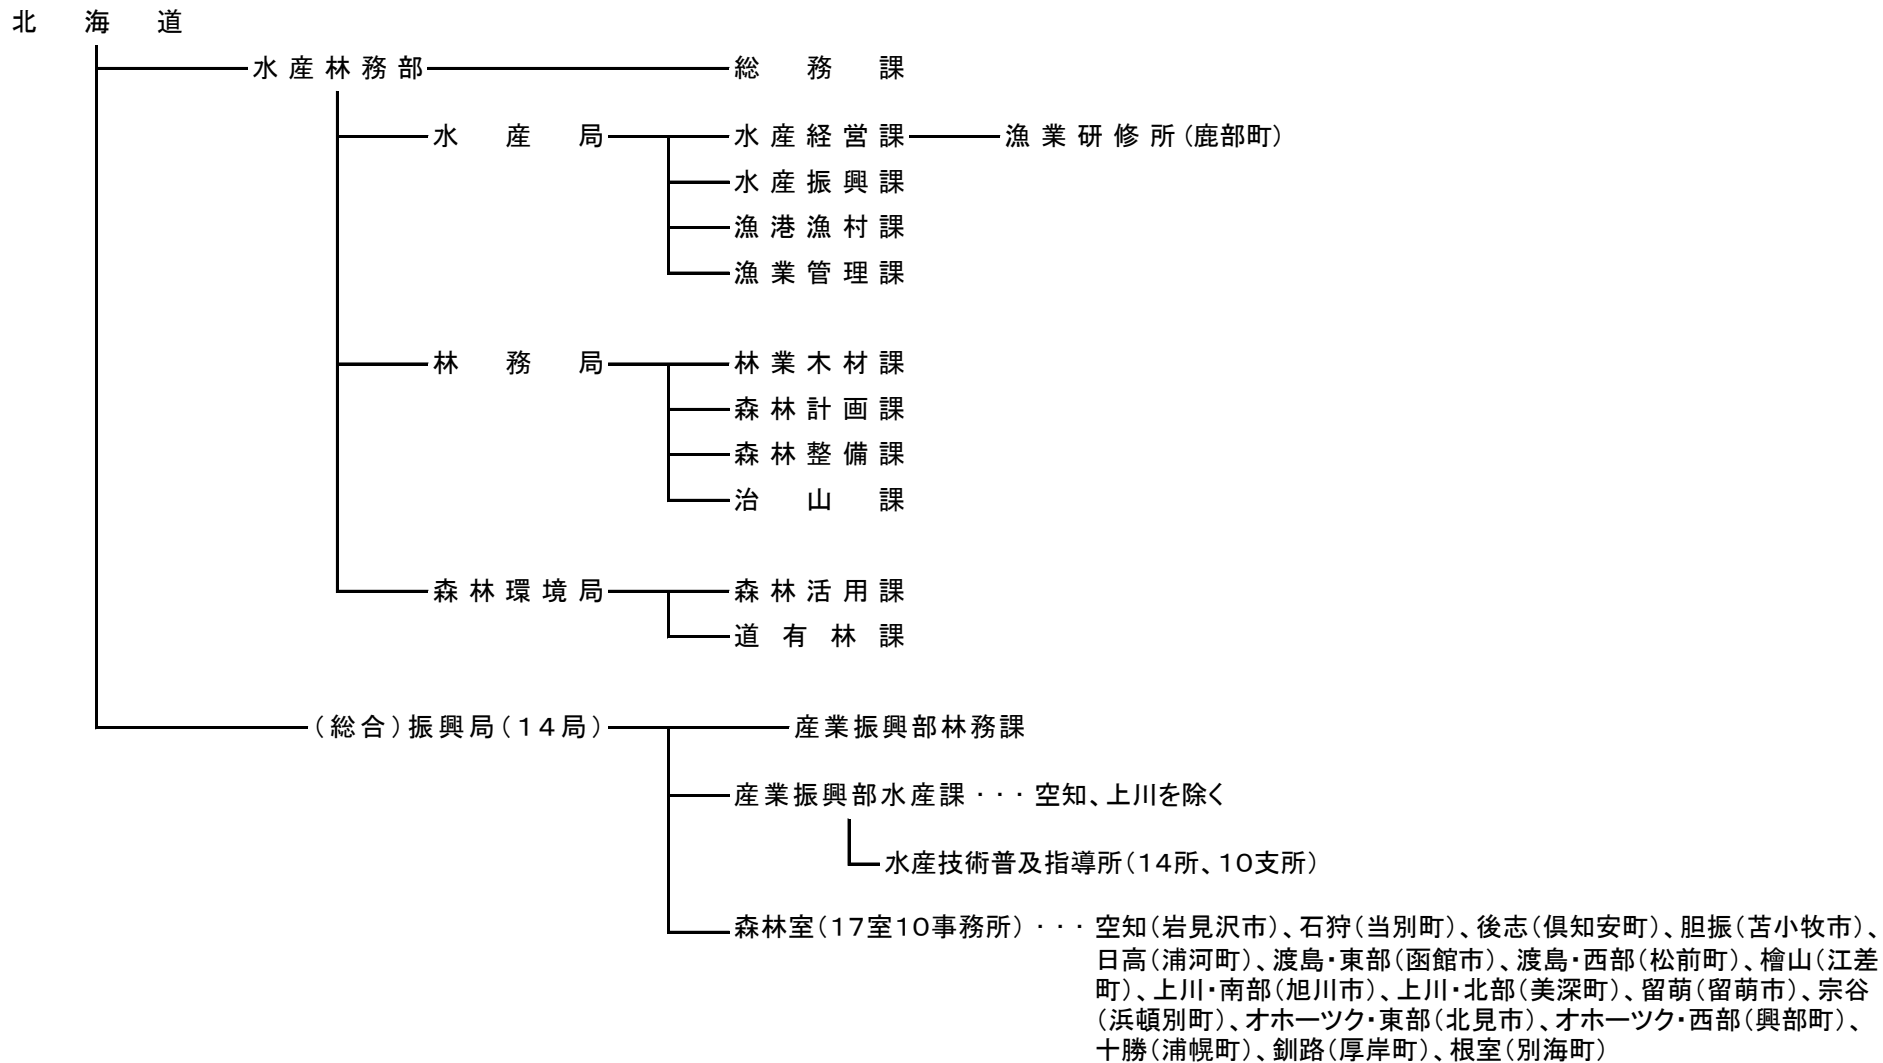 北海道
水産林務部 総務課
水産局 水産経営課 漁業研修所(鹿部町)
水産振興課
漁港漁村課
漁業管理課
林務局 林業木材課
森林計画課
森林整備課
治山課
森林環境局 森林活用課
道有林課
(総合)振興局(14局) 産業振興部林務課
産業振興部水産課・・・空知、上川を除く
水産技術普及指導所(14所、10支所)
森林室(17室10事務所)・・・空知(岩見沢市)、石狩(当別町)、後志(倶知安町)、胆振(苫小牧市)、
日高(浦河町)、渡島・東部(函館市)、渡島・西部(松前町)、檜山(江差
町)、上川・南部(旭川市)、上川・北部(美深町)、留萌(留萌市)、宗谷
(浜頓別町)、オホーツク・東部(北見市)、オホーツク・西部(興部町)、
十勝(浦幌町)、釧路(厚岸町)、根室(別海町)